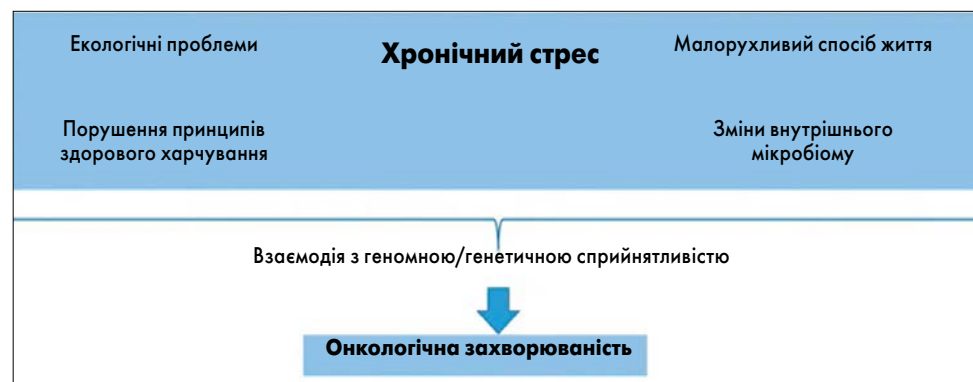 Екологічні проблеми
Хронічний стрес
Малорухливий спосіб життя
Порушення принципів
здорового харчування
Зміни внутрішнього
мікробіому
Взаємодія з геномною/генетичною сприйнятливістю
Онкологічна захворюваність